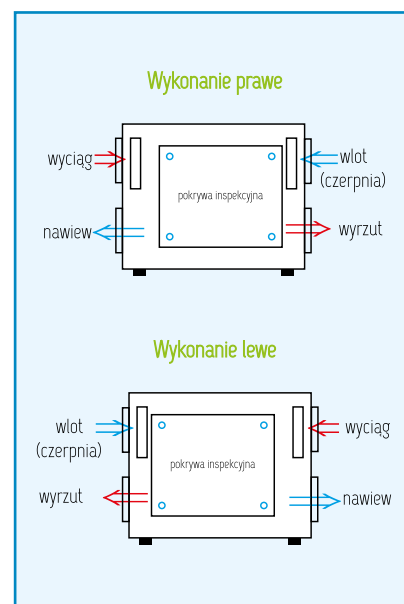 Wykonanie prawe
wyciąg
wlot
(czerpnia)
pokrywa inspekcyjna
nawiew
wyrzut
Wykonanie lewe
wlot
(czerpnia)
wyciąg
pokrywa inspekcyjna
wyrzut
nawiew